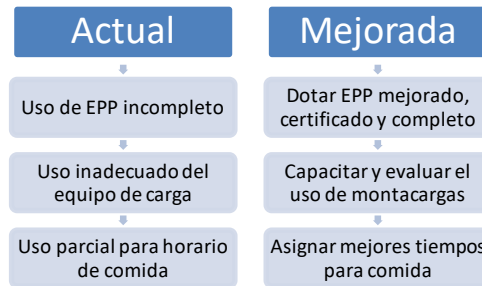 Actual
Uso de EPP incompleto
Uso inadecuado del
equipo de carga
Uso parcial para horario
de comida
Mejorada
Dotar EPP mejorado,
certificado y completo
Capacitar y evaluar el
uso de montacargas
Asignar mejores tiempos
para comida